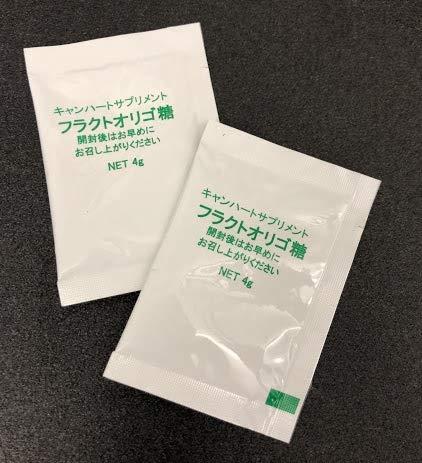 キャンハートサプリメント
フラクトオリゴ糖
開封後はお早めに
お召し上がりください
NET 4g
キャンハートサプリメント
フラクトオリゴ糖
開封後はお早めに
お召し上がりください
NET 4g